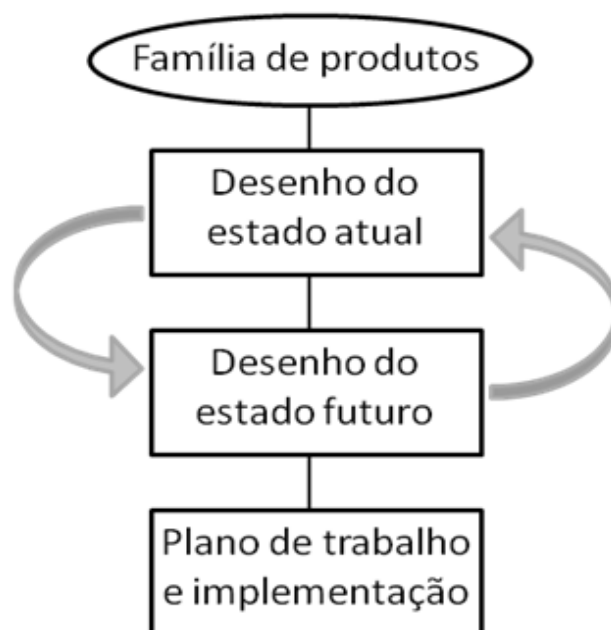 Família de produtos
Desenho do
estado atual
Desenho do
estado futuro
Plano de trabalho
e implementação